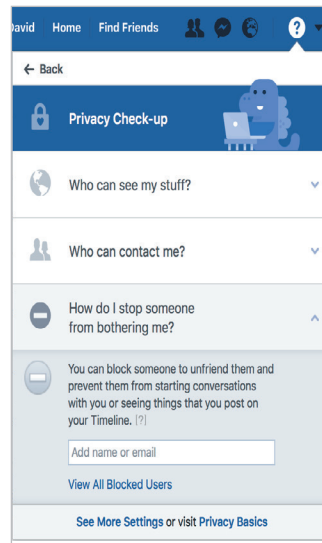 avid Home Find Friends ?
← Back
Privacy Check-up
Who can see my stuff?
Who can contact me?
How do I stop someone
from bothering me?
You can block someone to unfriend them and
prevent them from starting conversations
with you or seeing things that you post on
your Timeline. [?]
Add name or email
View All Blocked Users
See More Settings or visit Privacy Basics